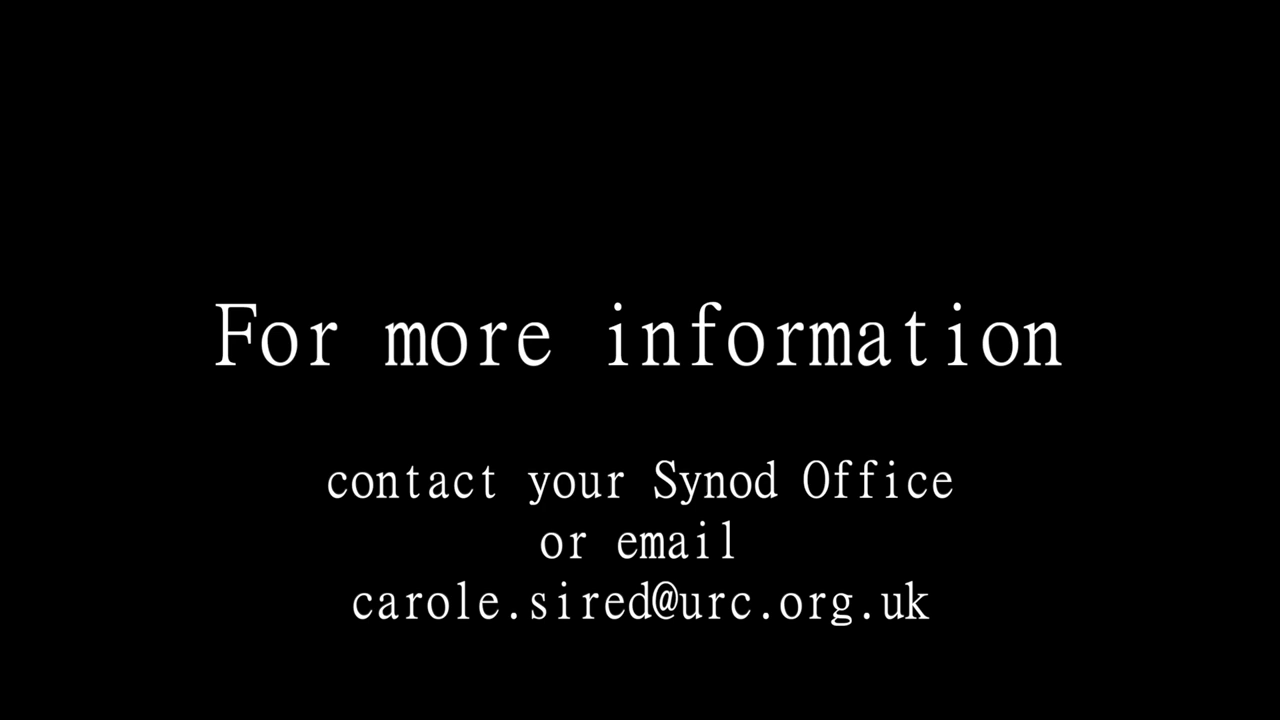 For more information
contact your Synod Office
or email
carole.sired@urc.org.uk